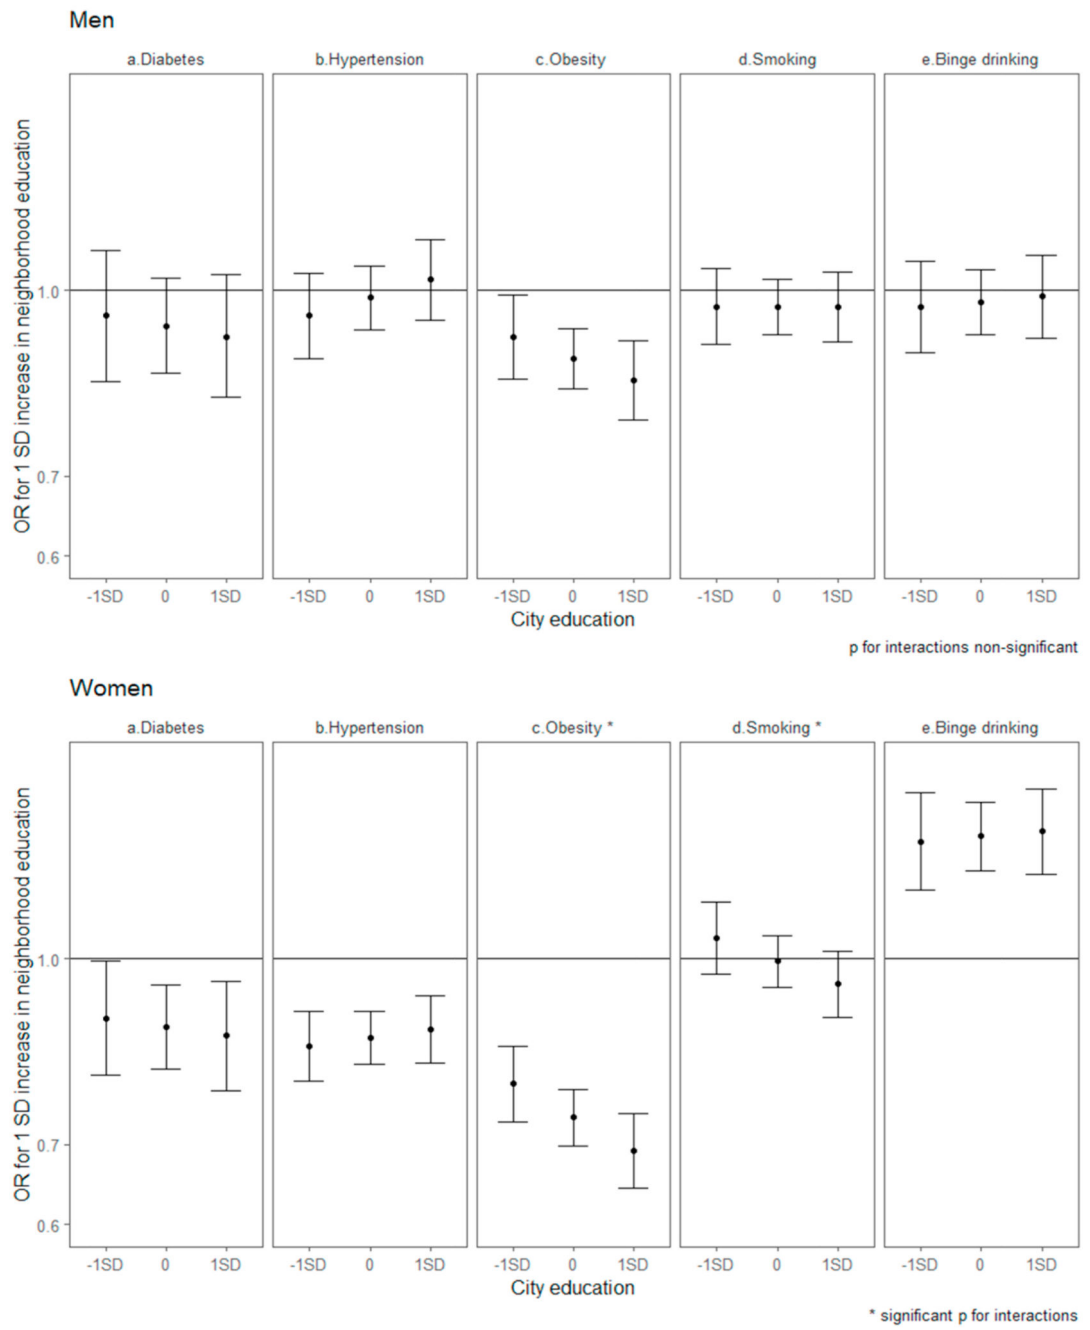 Men
a.Diabetes b.Hypertension c.Obesity d.Smoking e.Binge drinking
OR for 1 SD increase in neighborhood education
1.0
0.7
0.6
-1SD 0 1SD -1SD 0 1SD -1SD 0 1SD -1SD 0 1SD -1SD 0 1SD
City education
p for interactions non-significant
Women
a.Diabetes b.Hypertension c.Obesity * d.Smoking * e.Binge drinking
OR for 1 SD increase in neighborhood education
1.0
0.7
0.6
-1SD 0 1SD -1SD 0 1SD -1SD 0 1SD -1SD 0 1SD -1SD 0 1SD
City education
* significant p for interactions